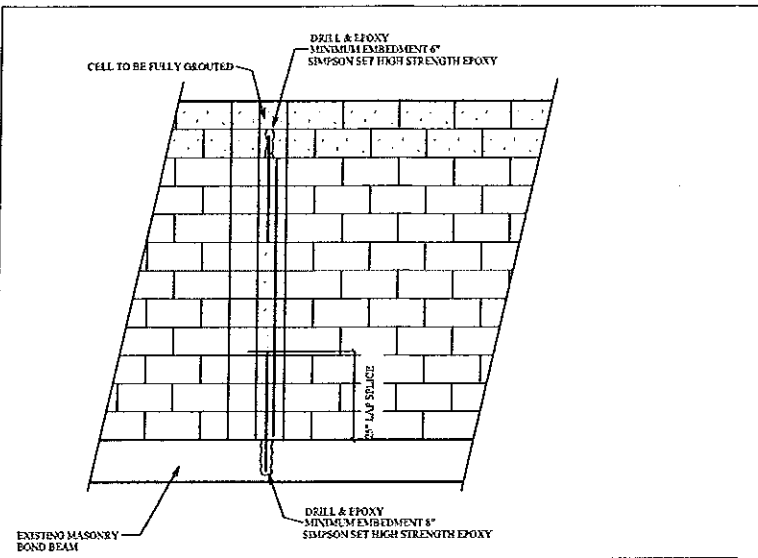 DRILL & EPOXY
MINIMUM EMBEDMENT 6"
SIMPSON SET HIGH STRENGTH EPOXY
CELL TO BE FULLY GROUTED
25" LAP SPLICE
DRILL & EPOXY
MINIMUM EMBEDMENT 8"
SIMPSON SET HIGH STRENGTH EPOXY
EXISTING MASONRY
BOND BEAM